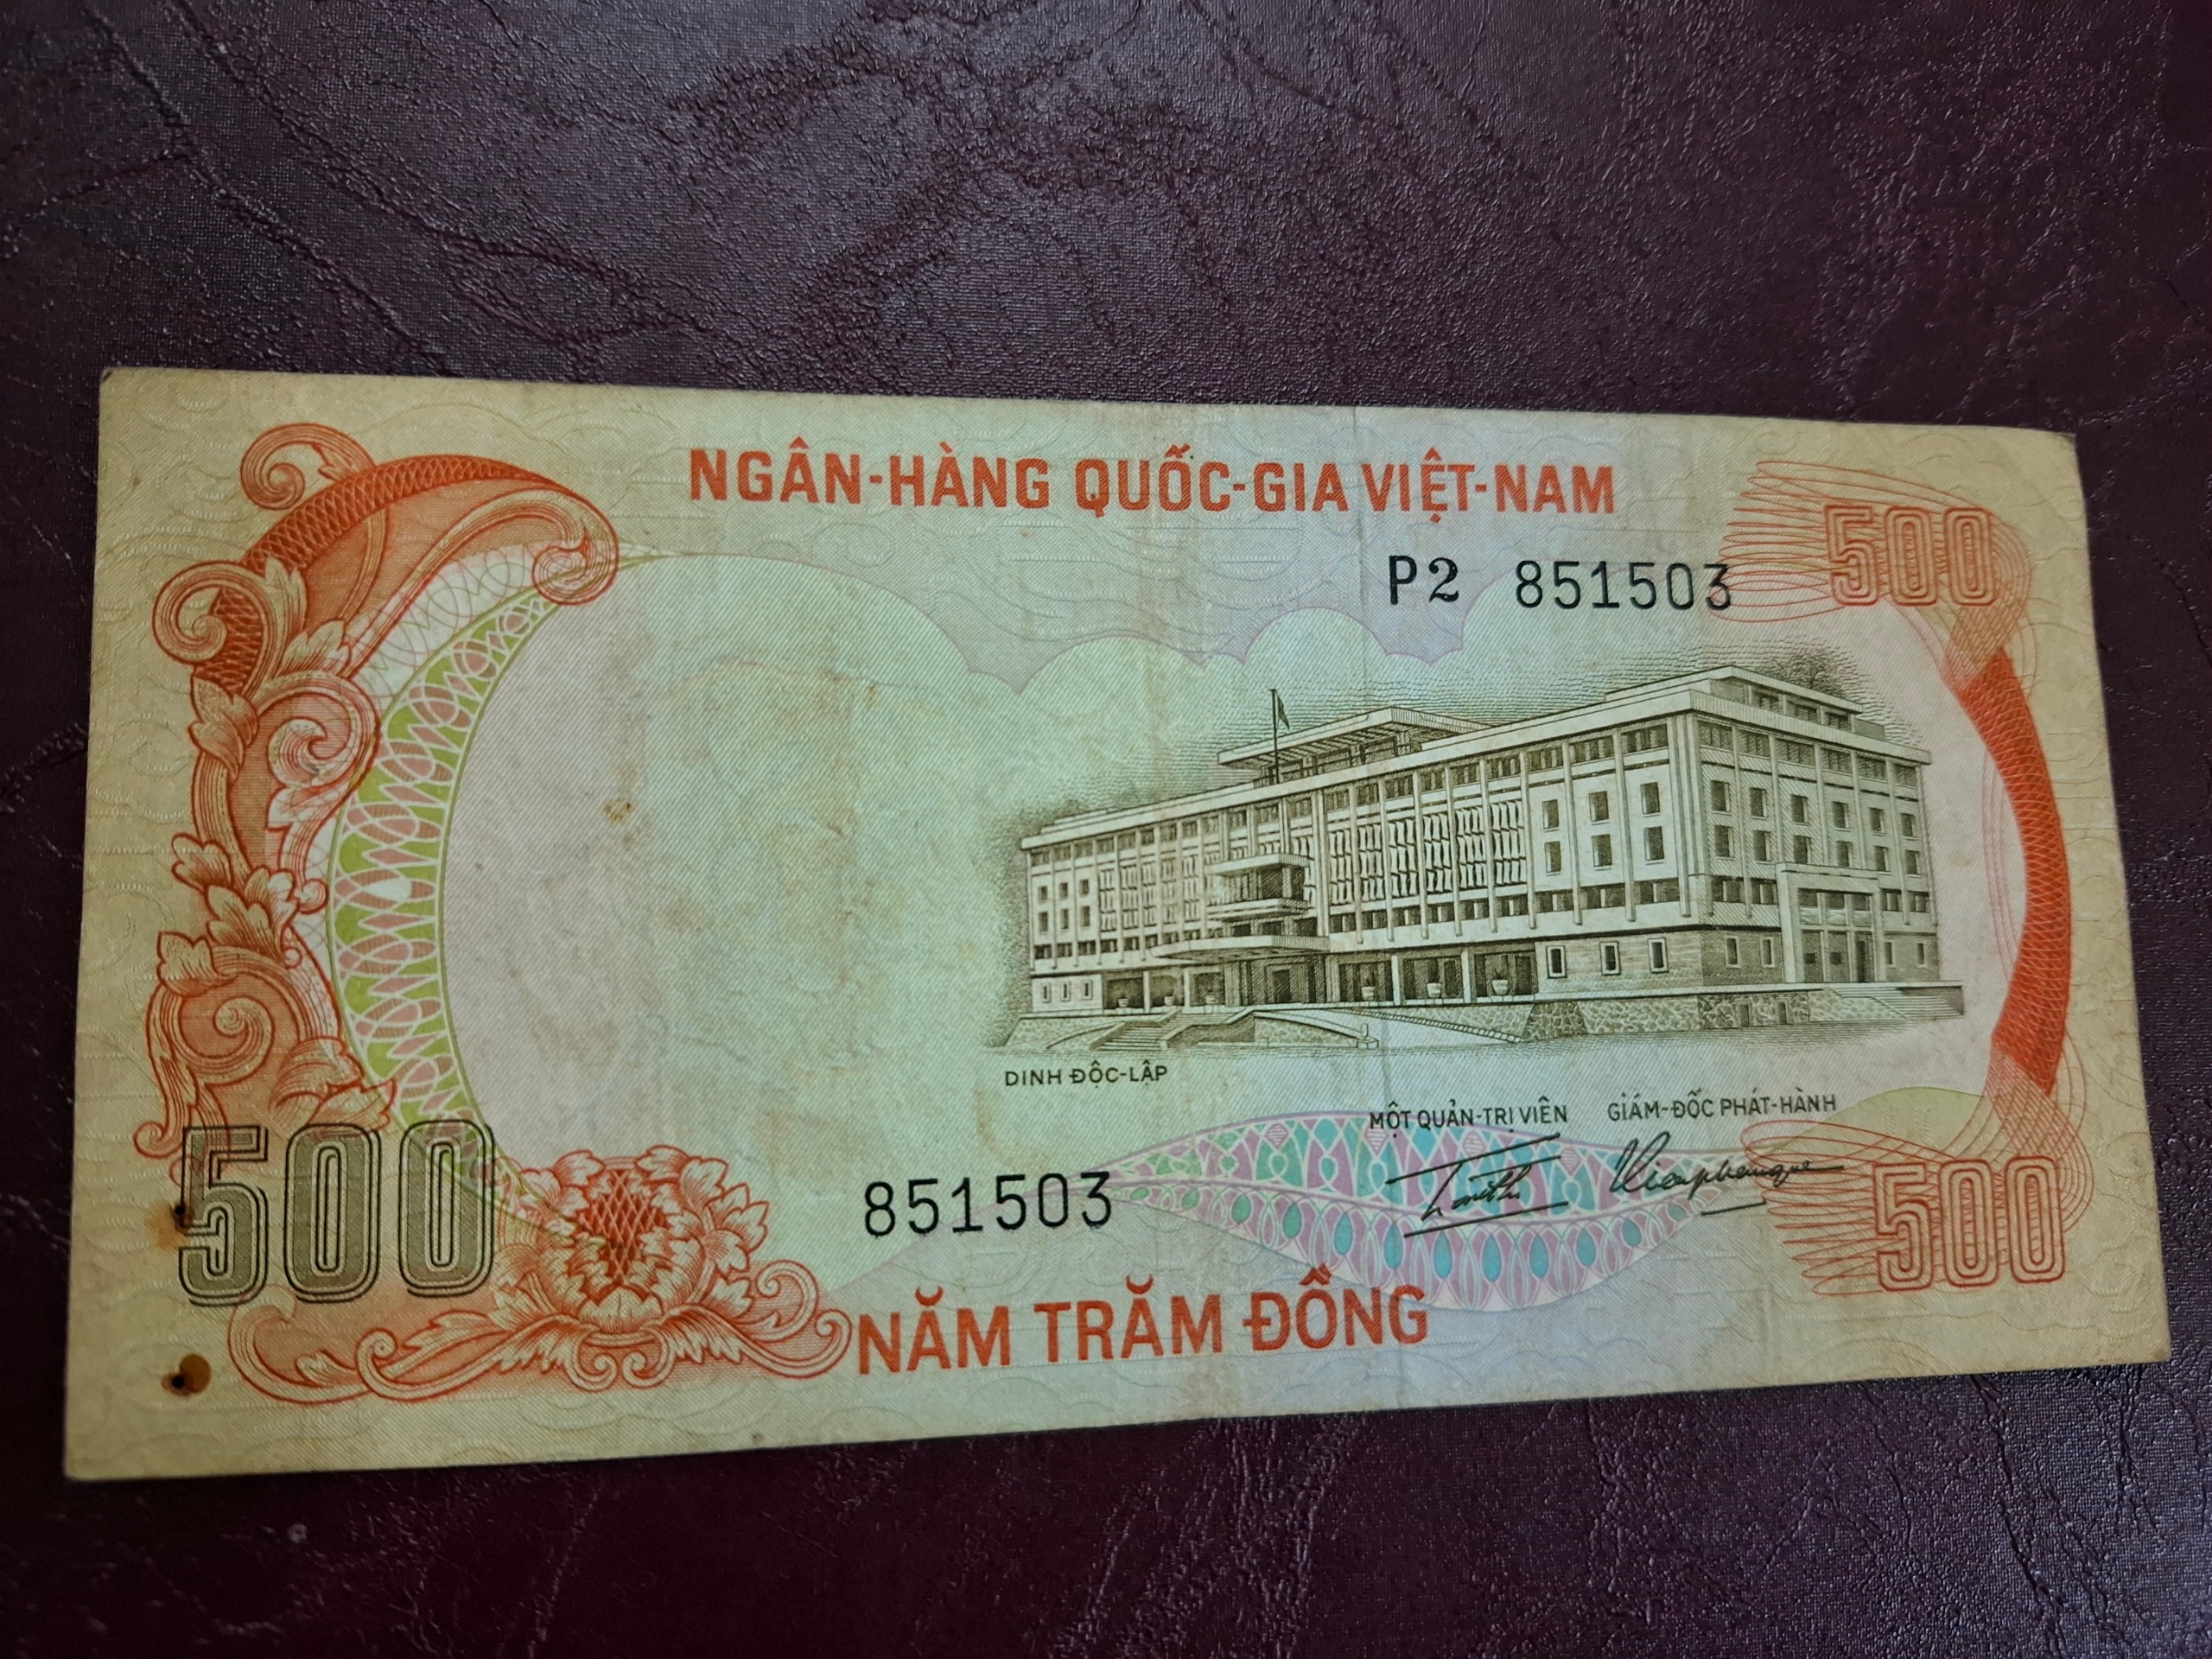 NGÂN-HÀNG QUỐC-GIA VIỆT-NAM
500
P2 851503
DINH ĐỘC-LẬP
MỘT QUẢN-TRỊ VIÊN GIÁM-ĐỐC PHÁT-HÀNH
500
851503
500
NĂM TRĂM ĐỒNG